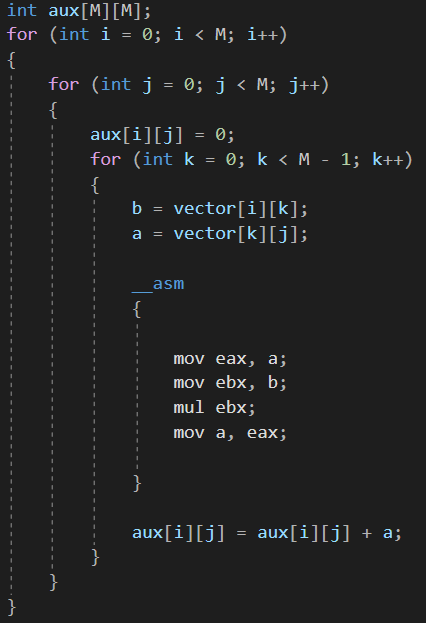 int aux[M][M];
for (int i = 0; i < M; i++)
{
    for (int j = 0; j < M; j++)
    {
        aux[i][j] = 0;
        for (int k = 0; k < M - 1; k++)
        {
            b = vector[i][k];
            a = vector[k][j];

            __asm
            {

                mov eax, a;
                mov ebx, b;
                mul ebx;
                mov a, eax;

            }

            aux[i][j] = aux[i][j] + a;
        }
    }
}